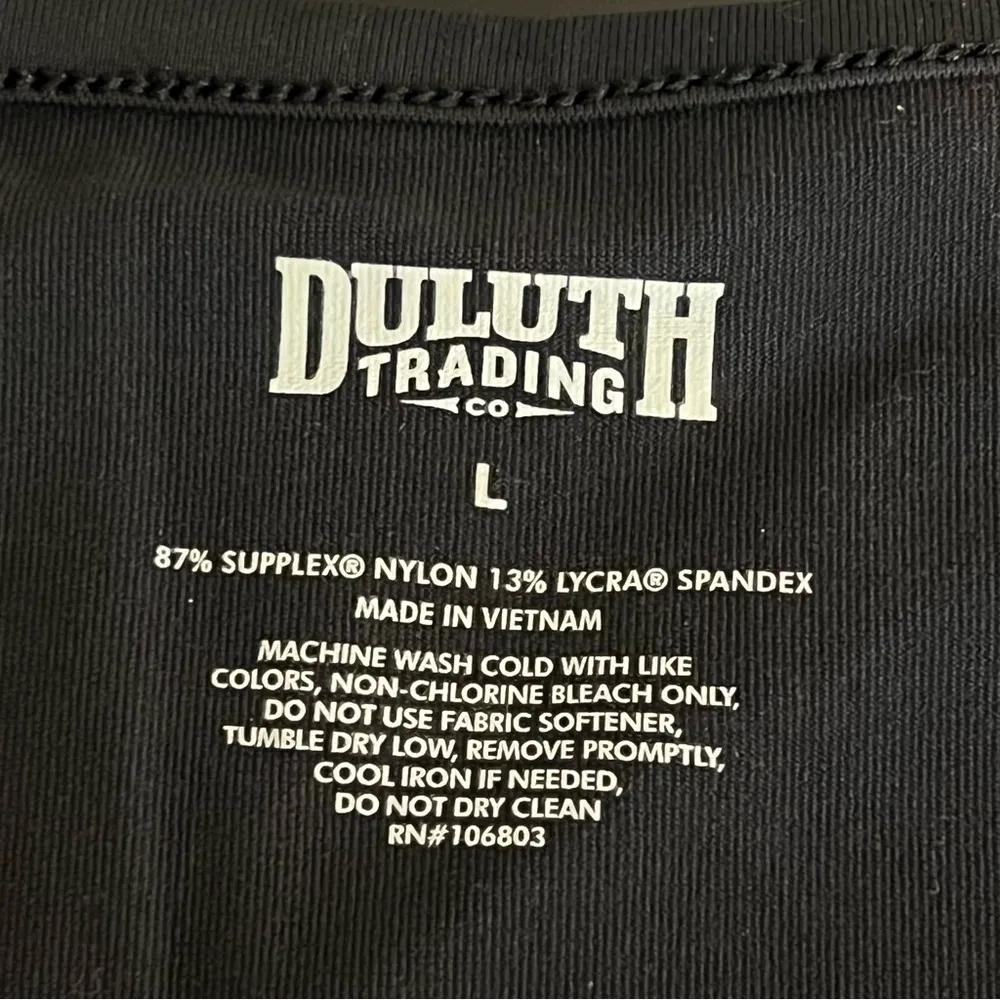 DULUTH
TRADING
CO
L
87% SUPPLEX® NYLON 13% LYCRA® SPANDEX
MADE IN VIETNAM
MACHINE WASH COLD WITH LIKE
COLORS, NON-CHLORINE BLEACH ONLY,
DO NOT USE FABRIC SOFTENER,
TUMBLE DRY LOW, REMOVE PROMPTLY,
COOL IRON IF NEEDED,
DO NOT DRY CLEAN
RN#106803